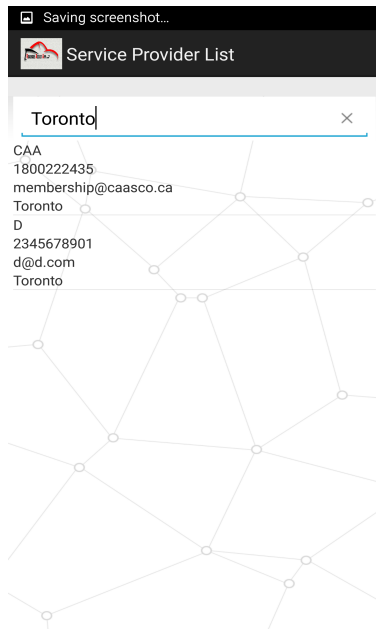 Saving screenshot...
Service Provider List
Toronto
CAA
1800222435
membership@caasco.ca
Toronto
D
2345678901
d@d.com
Toronto